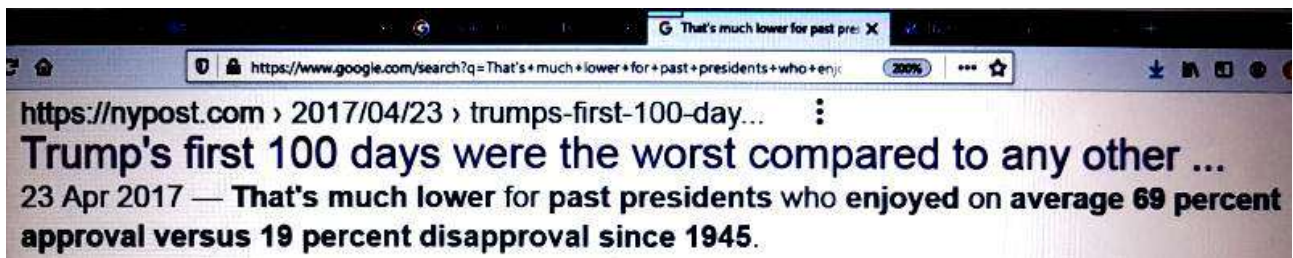 G That's much lower for past pre
https://www.google.com/search?q=That's+much+lower+for+past+presidents+who+enjo
200%
https://nypost.com › 2017/04/23 › trumps-first-100-day...
Trump's first 100 days were the worst compared to any other ...
23 Apr 2017 — That's much lower for past presidents who enjoyed on average 69 percent
approval versus 19 percent disapproval since 1945.